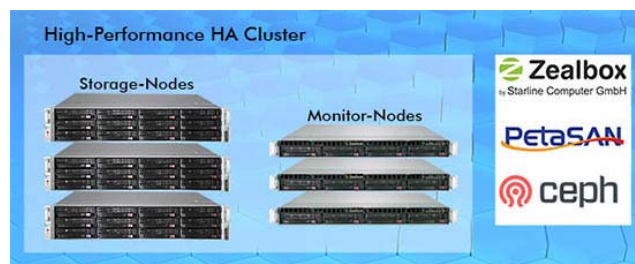 High-Performance HA Cluster
Storage-Nodes
Monitor-Nodes
Zealbox
by Starline Computer GmbH
PetaSAN
ceph